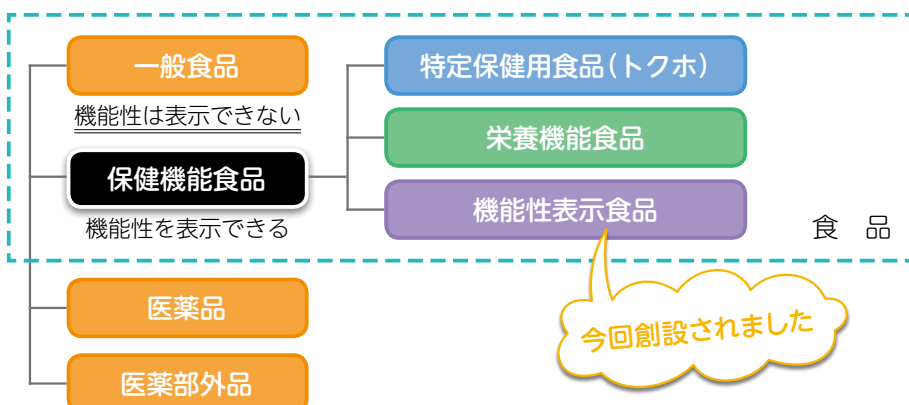 一般食品
機能性は表示できない
保健機能食品
機能性を表示できる
特定保健用食品(トクホ)
栄養機能食品
機能性表示食品
食 品
今回創設されました
医薬品
医薬部外品